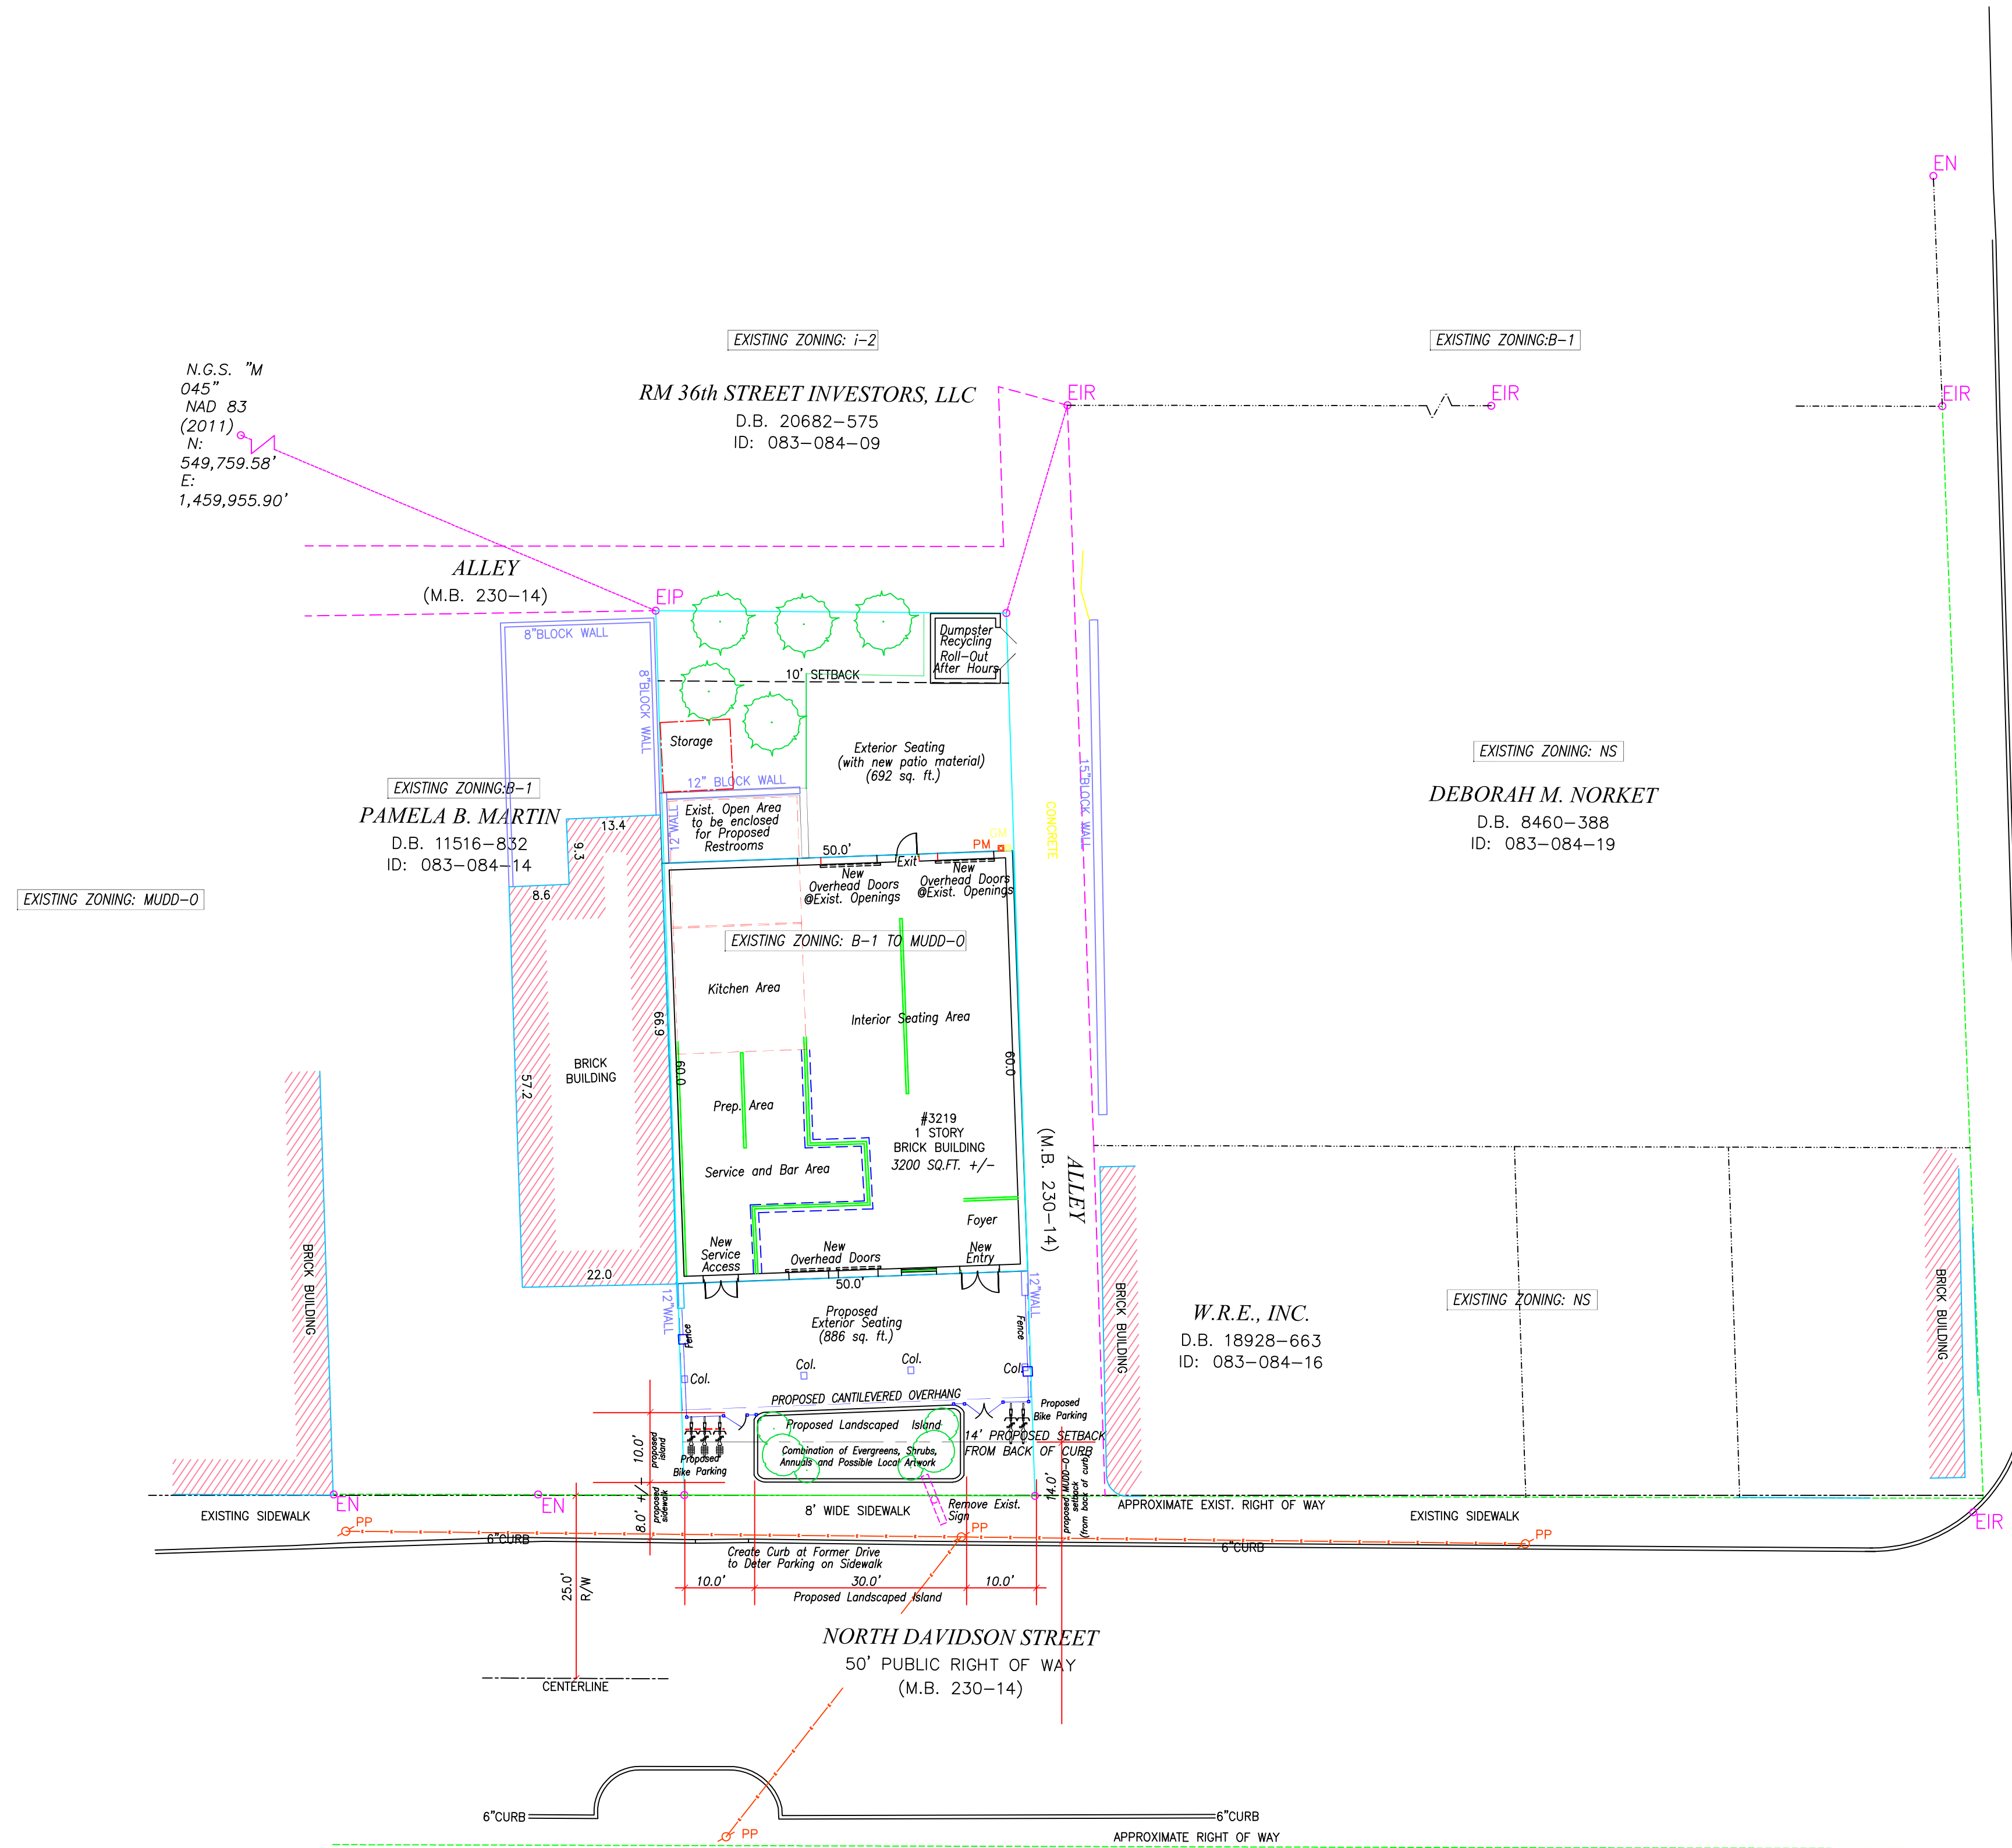 EN
EXISTING ZONING: i-2
EXISTING ZONING:B-1
N.G.S. "M
045"
NAD 83
(2011)
N:
549,759.58'
E:
1,459,955.90'
RM 36th STREET INVESTORS, LLC
D.B. 20682-575
ID: 083-084-09
EIR
EIR
EIR
ALLEY
(M.B. 230-14)
EIP
8"BLOCK WALL
8"BLOCK WALL
Dumpster
Recycling
Roll-Out
After Hours
10' SETBACK
Storage
Exterior Seating
(with new patio material)
(692 sq. ft.)
12" BLOCK WALL
12"WALL
Exist. Open Area
to be enclosed
for Proposed
Restrooms
15"BLOCK WALL
CONCRETE
EXISTING ZONING: NS
DEBORAH M. NORKET
D.B. 8460-388
ID: 083-084-19
EXISTING ZONING:B-1
PAMELA B. MARTIN
D.B. 11516-832
ID: 083-084-14
13.4
9.3
8.6
EXISTING ZONING: MUDD-O
50.0'
Exit
GM
PM
New
Overhead Doors
@Exist. Openings
New
Overhead Doors
@Exist. Openings
EXISTING ZONING: B-1 TO MUDD-O
Kitchen Area
Interior Seating Area
66.9
60.0
60.0
57.2
BRICK
BUILDING
Prep. Area
#3219
1 STORY
BRICK BUILDING
3200 SQ.FT. +/-
Service and Bar Area
Foyer
ALLEY
(M.B. 230-14)
New
Service
Access
New
Overhead Doors
New
Entry
22.0
50.0'
12"WALL
12"WALL
BRICK BUILDING
BRICK BUILDING
BRICK BUILDING
Proposed
Exterior Seating
(886 sq. ft.)
Fence
Fence
Col.
Col.
Col.
Col.
W.R.E., INC.
D.B. 18928-663
ID: 083-084-16
EXISTING ZONING: NS
PROPOSED CANTILEVERED OVERHANG
Proposed
Bike Parking
Proposed Landscaped Island
Combination of Evergreens, Shrubs,
Annuals and Possible Local Artwork
14' PROPOSED SETBACK
FROM BACK OF CURB
Proposed
Bike Parking
10.0'
proposed
island
8.0' +/-
proposed
sidewalk
14.0'
proposed MUDD-O
setback
(from back of curb)
EN
EN
EXISTING SIDEWALK
8' WIDE SIDEWALK
Remove Exist.
Sign
APPROXIMATE EXIST. RIGHT OF WAY
EXISTING SIDEWALK
EIR
PP
PP
PP
6"CURB
6"CURB
Create Curb at Former Drive
to Deter Parking on Sidewalk
10.0'
30.0'
10.0'
Proposed Landscaped Island
25.0'
R/W
NORTH DAVIDSON STREET
50' PUBLIC RIGHT OF WAY
(M.B. 230-14)
CENTERLINE
6"CURB
6"CURB
PP
APPROXIMATE RIGHT OF WAY